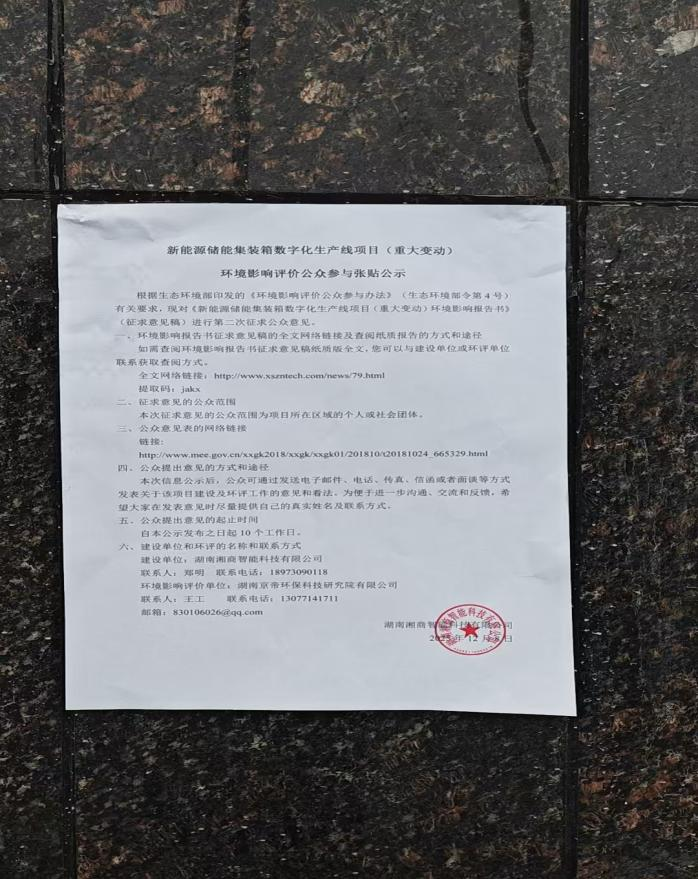 新能源储能集装箱数字化生产线项目（重大变动）
环境影响评价公众参与张贴公示
根据生态环境部印发的《环境影响评价公众参与办法》（生态环境部令第 4 号）
有关要求，现对《新能源储能集装箱数字化生产线项目（重大变动）环境影响报告书》
（征求意见稿）进行第二次征求公众意见。
一、环境影响报告书征求意见稿的全文网络链接及查阅纸质报告的方式和途径
如需查阅环境影响报告书征求意见稿纸质版全文，您可以与建设单位或环评单位
联系获取查阅方式。
全文网络链接：http://www.xszntech.com/news/79.html
提取码：jakx
二、征求意见的公众范围
本次征求意见的公众范围为项目所在区域的个人或社会团体。
三、公众意见表的网络链接
链接:
http://www.mee.gov.cn/xxgk2018/xxgk/xxgk01/201810/t20181024_665329.html
四、公众提出意见的方式和途径
本次信息公示后，公众可通过发送电子邮件、电话、传真、信函或者面谈等方式
发表关于该项目建设及环评工作的意见和看法。为便于进一步沟通、交流和反馈，希
望大家在发表意见时尽量提供自己的真实姓名及联系方式。
五、公众提出意见的起止时间
自本公示发布之日起 10 个工作日。
六、建设单位和环评的名称和联系方式
建设单位：湖南湘商智能科技有限公司
联系人：郑明 联系电话：18973090118
环境影响评价单位：湖南京帝环保科技研究院有限公司
联系人：王工 联系电话：13077141711
邮箱：830106026@qq.com
湖南湘商智能科技有限公司
年 12 月 日